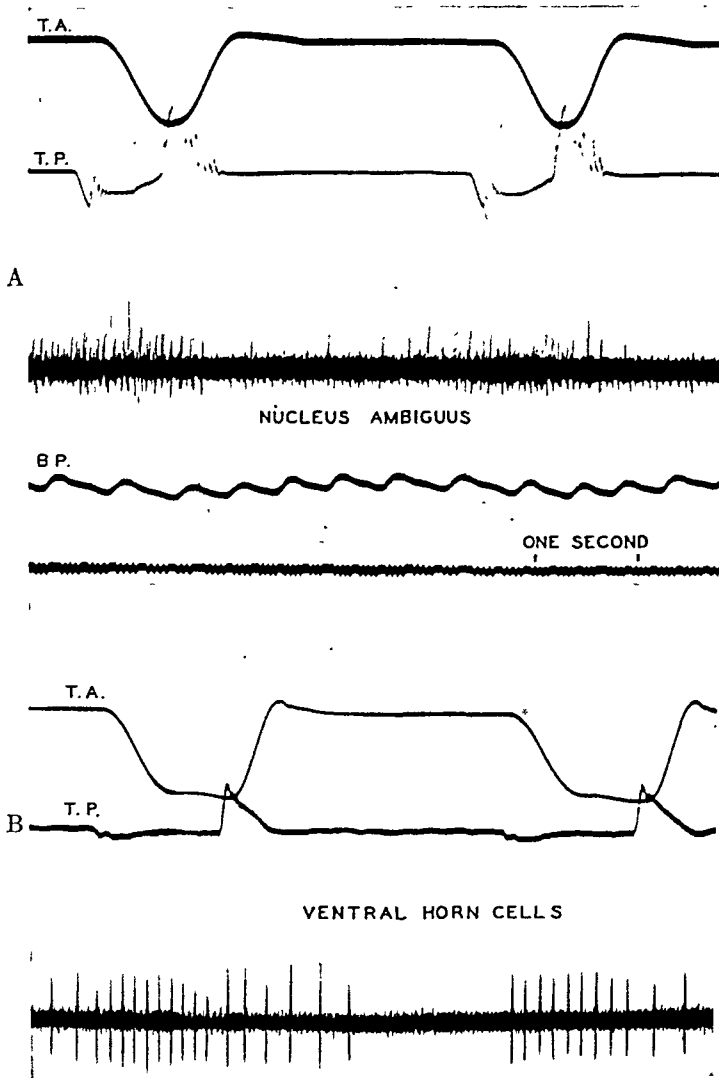 T.A.
T.P.
A
NUCLEUS AMBIGUUS
B P.
ONE SECOND
T.A.
T.P.
B
VENTRAL HORN CELLS